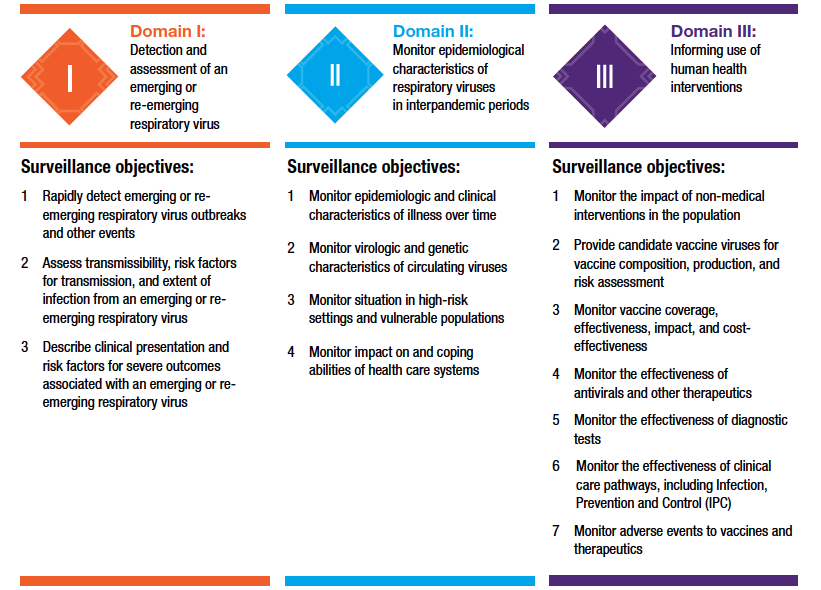 I
Domain I:
Detection and
assessment of an
emerging or
re-emerging
respiratory virus
Surveillance objectives:
1 Rapidly detect emerging or re-
emerging respiratory virus outbreaks
and other events
2 Assess transmissibility, risk factors
for transmission, and extent of
infection from an emerging or re-
emerging respiratory virus
3 Describe clinical presentation and
risk factors for severe outcomes
associated with an emerging or re-
emerging respiratory virus
II
Domain II:
Monitor epidemiological
characteristics of
respiratory viruses
in interpandemic periods
Surveillance objectives:
1 Monitor epidemiologic and clinical
characteristics of illness over time
2 Monitor virologic and genetic
characteristics of circulating viruses
3 Monitor situation in high-risk
settings and vulnerable populations
4 Monitor impact on and coping
abilities of health care systems
III
Domain III:
Informing use of
human health
interventions
Surveillance objectives:
1 Monitor the impact of non-medical
interventions in the population
2 Provide candidate vaccine viruses for
vaccine composition, production, and
risk assessment
3 Monitor vaccine coverage,
effectiveness, impact, and cost-
effectiveness
4 Monitor the effectiveness of
antivirals and other therapeutics
5 Monitor the effectiveness of diagnostic
tests
6 Monitor the effectiveness of clinical
care pathways, including Infection,
Prevention and Control (IPC)
7 Monitor adverse events to vaccines and
therapeutics